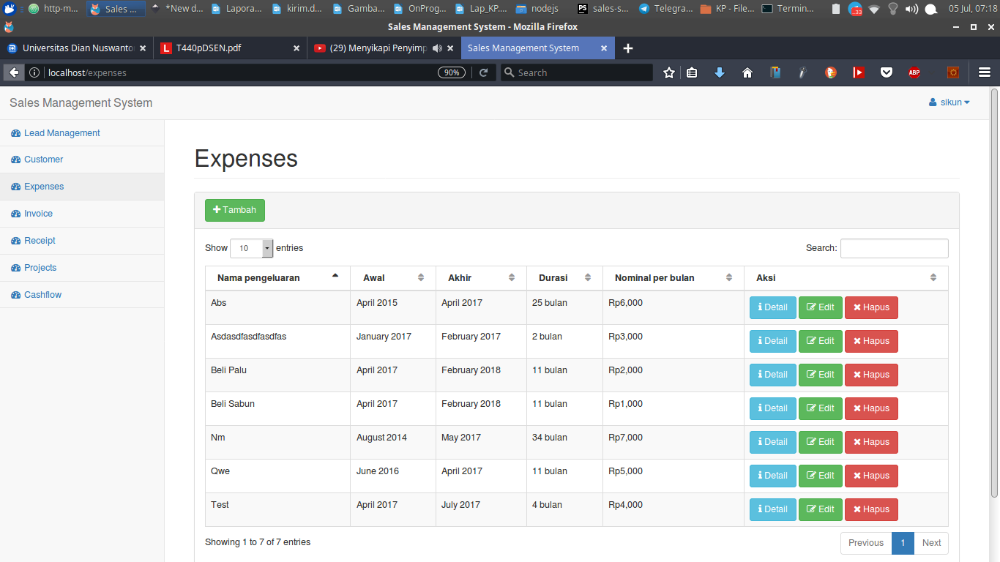 http-m... Sales ... *New d... Lapora... kirim.d... Gamba... OnProg... Lap_KP.... nodejs sales-s... Telegra... KP - File... Termin... 33 05 Jul, 07:18
Sales Management System - Mozilla Firefox
Universitas Dian Nuswanto T440pDSEN.pdf (29) Menyikapi Penyimp Sales Management System
localhost/expenses 90% Search ABP
Sales Management System sikun
Lead Management
Customer
Expenses
Invoice
Receipt
Projects
Cashflow
Expenses
Tambah
Show 10 entries Search:
Nama pengeluaran Awal Akhir Durasi Nominal per bulan Aksi
Abs April 2015 April 2017 25 bulan Rp6,000 Detail Edit Hapus
Asdasdfasdfasdfas January 2017 February 2017 2 bulan Rp3,000 Detail Edit Hapus
Beli Palu April 2017 February 2018 11 bulan Rp2,000 Detail Edit Hapus
Beli Sabun April 2017 February 2018 11 bulan Rp1,000 Detail Edit Hapus
Nm August 2014 May 2017 34 bulan Rp7,000 Detail Edit Hapus
Qwe June 2016 April 2017 11 bulan Rp5,000 Detail Edit Hapus
Test April 2017 July 2017 4 bulan Rp4,000 Detail Edit Hapus
Showing 1 to 7 of 7 entries Previous 1 Next